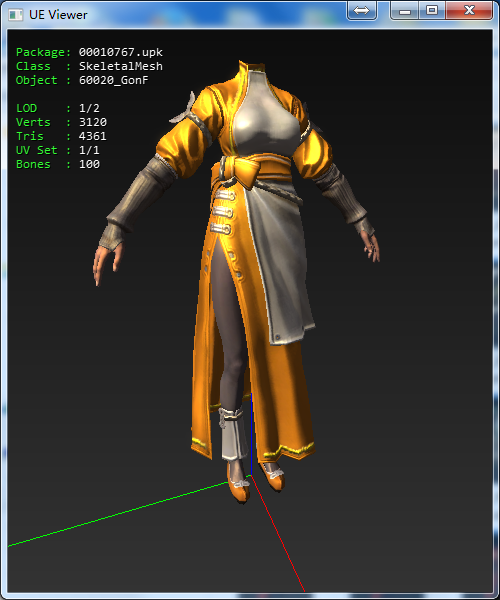 UE Viewer
Package: 00010767.upk
Class : SkeletalMesh
Object : 60020_GonF
LOD : 1/2
Verts : 3120
Tris : 4361
UV Set : 1/1
Bones : 100